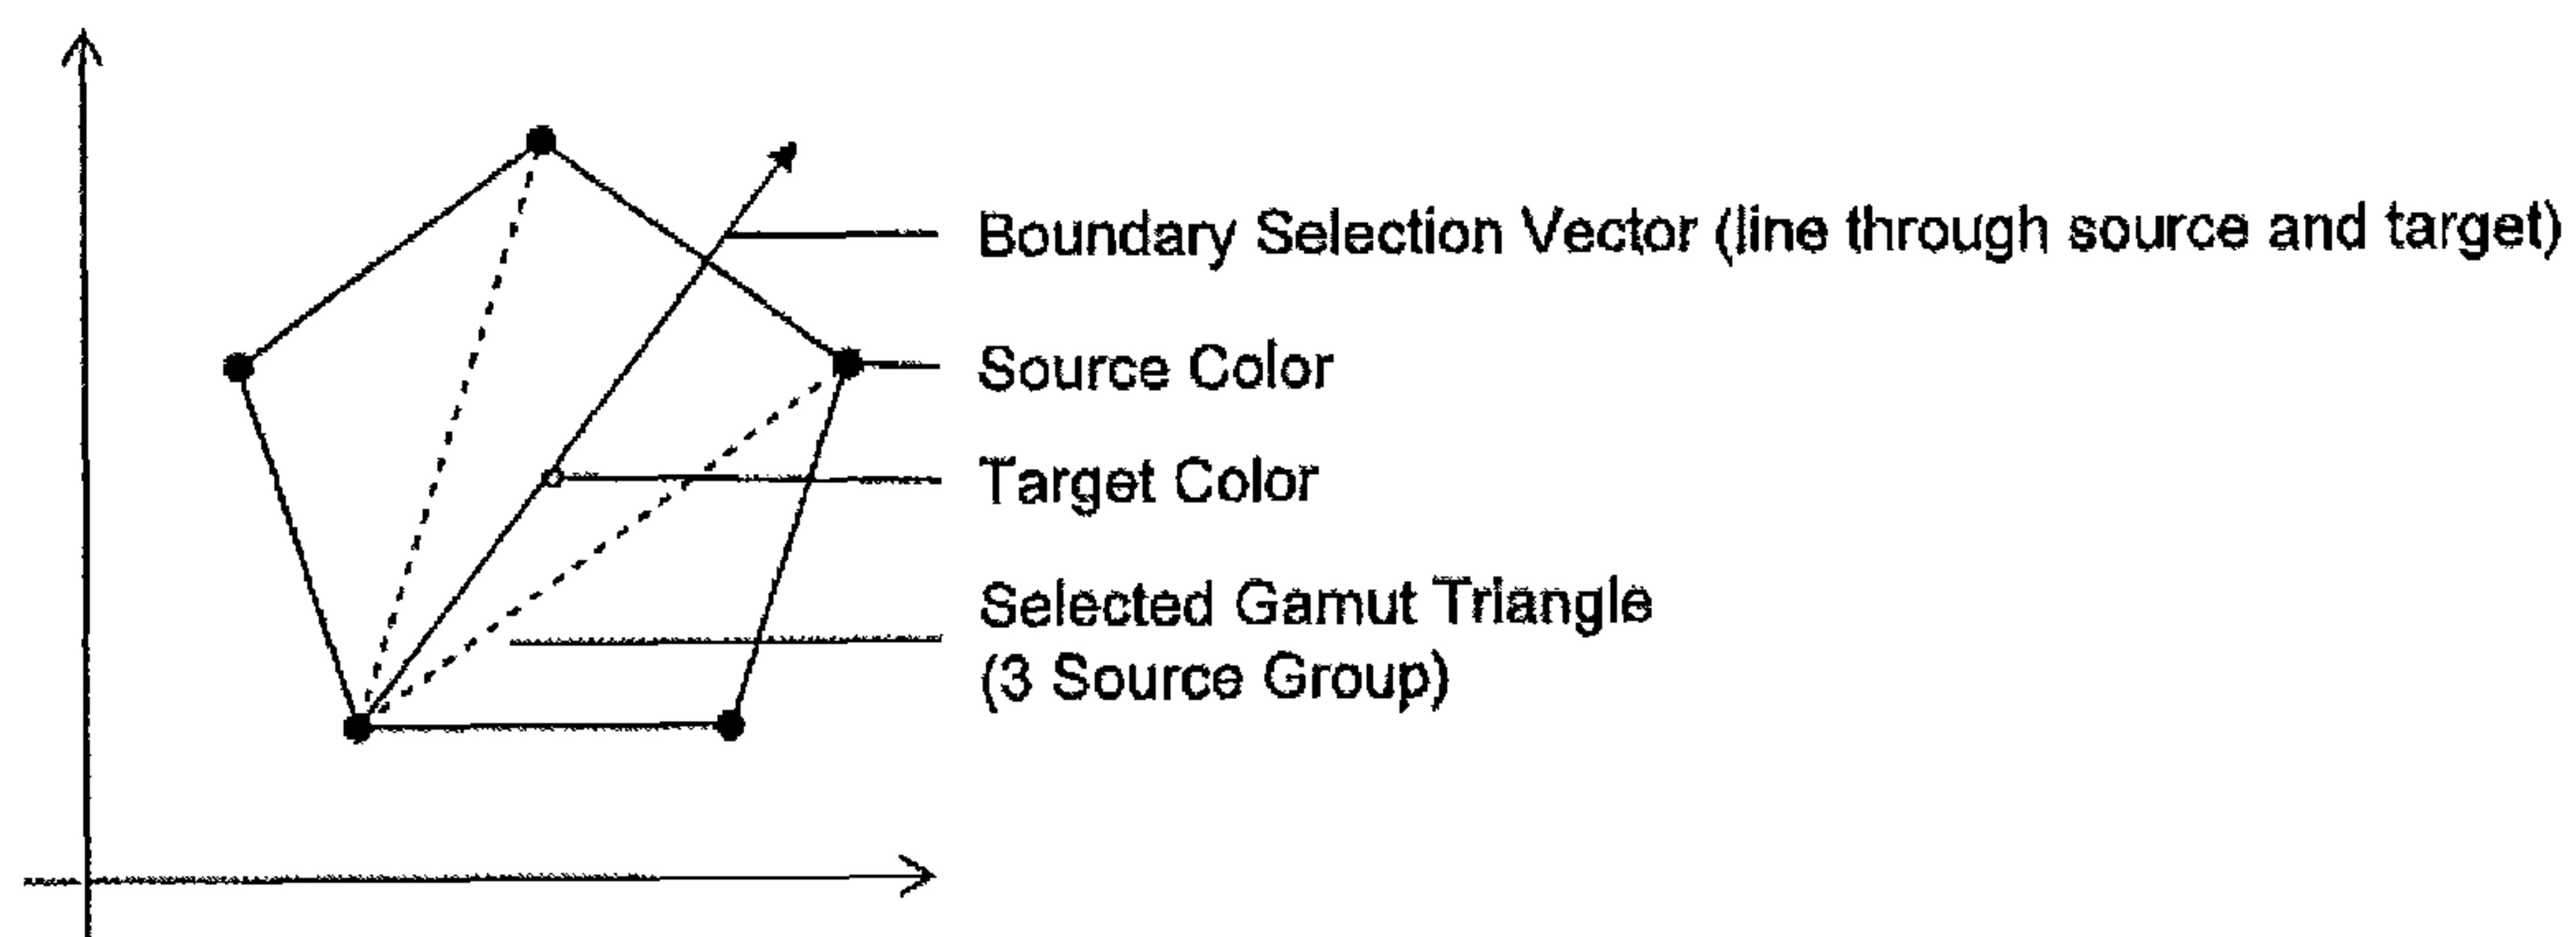 Boundary Selection Vector (line through source and target)
Source Color
Target Color
Selected Gamut Triangle
(3 Source Group)